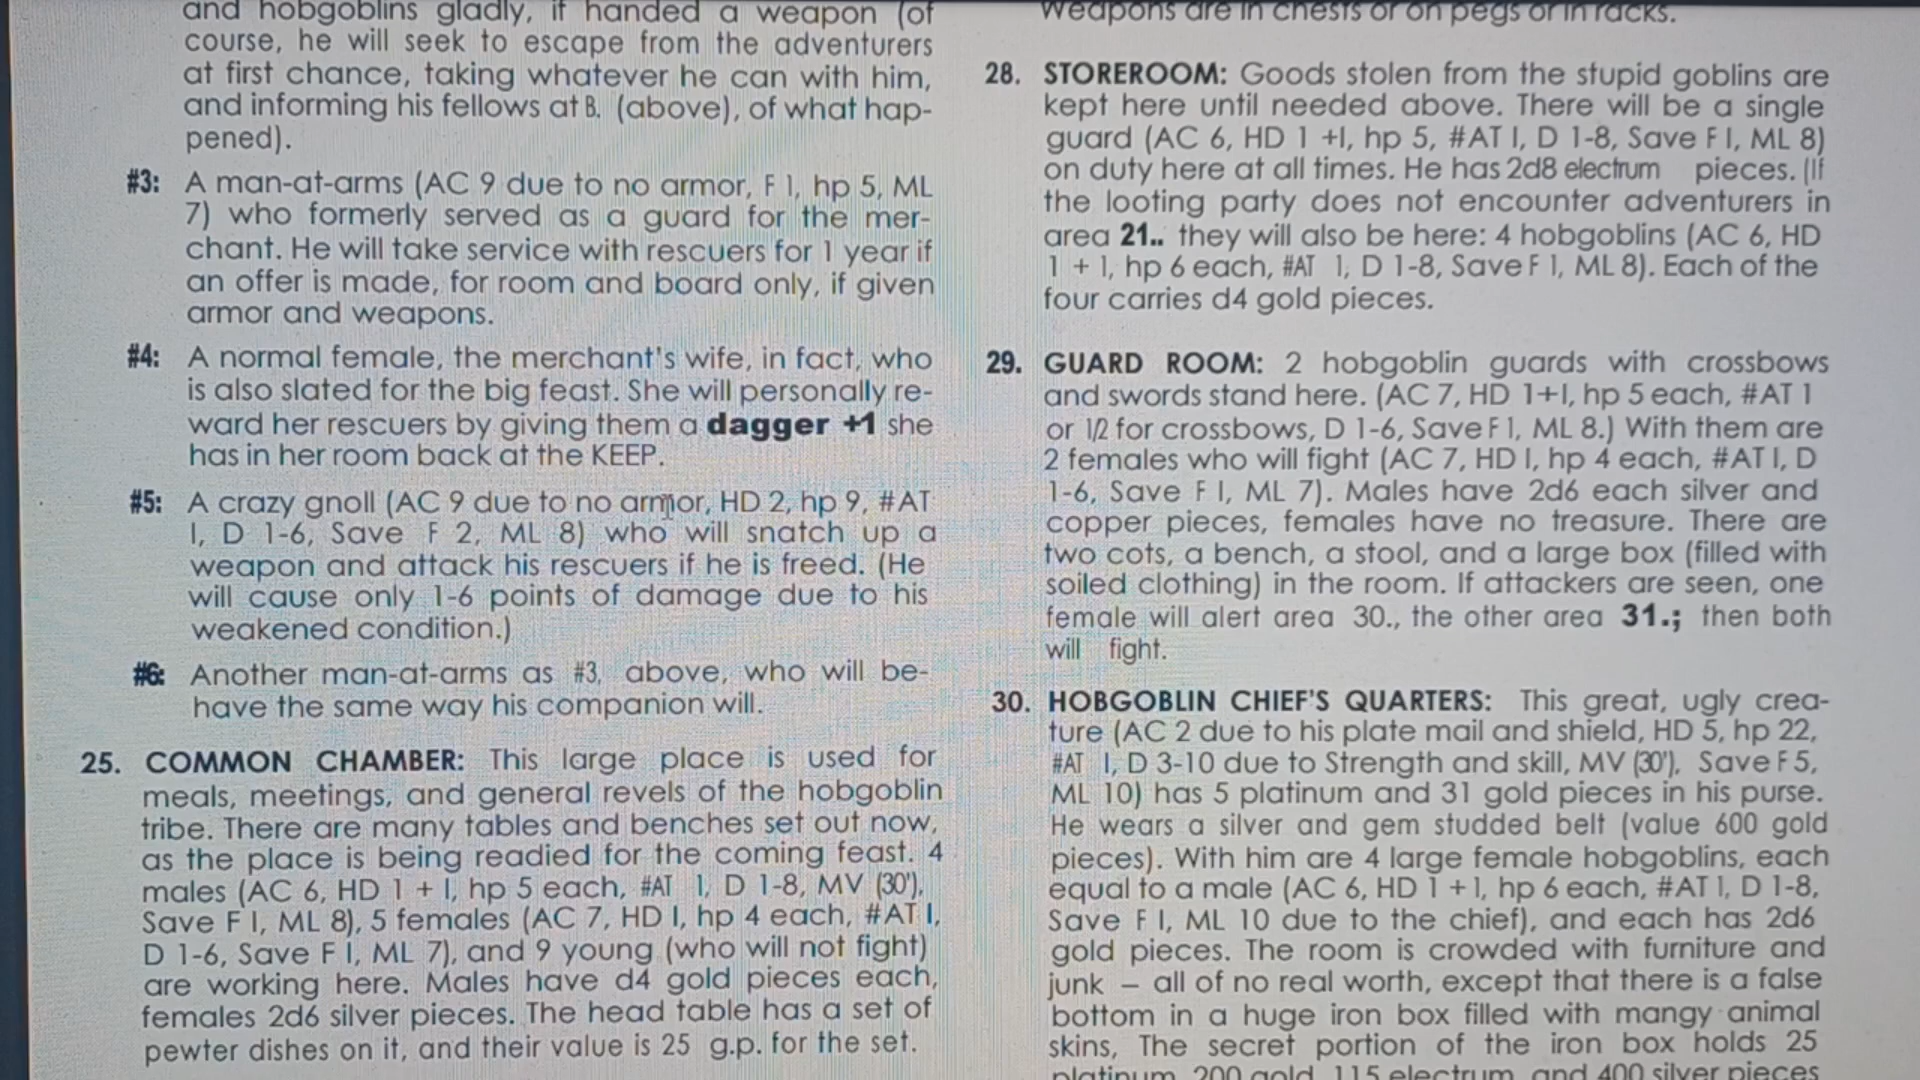 and hobgoblins gladly, if handed a weapon (of
course, he will seek to escape from the adventurers
at first chance, taking whatever he can with him,
and informing his fellows at B. (above), of what hap-
pened).
#3: A man-at-arms (AC 9 due to no armor, F 1, hp 5, ML
7) who formerly served as a guard for the mer-
chant. He will take service with rescuers for 1 year if
an offer is made, for room and board only, if given
armor and weapons.
#4: A normal female, the merchant's wife, in fact, who
is also slated for the big feast. She will personally re-
ward her rescuers by giving them a dagger +1 she
has in her room back at the KEEP.
#5: A crazy gnoll (AC 9 due to no armor, HD 2, hp 9, #AT
I, D 1-6, Save F 2, ML 8) who will snatch up a
weapon and attack his rescuers if he is freed. (He
will cause only 1-6 points of damage due to his
weakened condition.)
#6: Another man-at-arms as #3, above, who will be-
have the same way his companion will.
25. COMMON CHAMBER: This large place is used for
meals, meetings, and general revels of the hobgoblin
tribe. There are many tables and benches set out now,
as the place is being readied for the coming feast. 4
males (AC 6, HD 1 + I, hp 5 each, #AT 1, D 1-8, MV (30'),
Save F I, ML 8), 5 females (AC 7, HD I, hp 4 each, #AT I,
D 1-6, Save F I, ML 7), and 9 young (who will not fight)
are working here. Males have d4 gold pieces each,
females 2d6 silver pieces. The head table has a set of
pewter dishes on it, and their value is 25 g.p. for the set.
Weapons are in chests or on pegs or in racks.
28. STOREROOM: Goods stolen from the stupid goblins are
kept here until needed above. There will be a single
guard (AC 6, HD 1 +I, hp 5, #AT I, D 1-8, Save F I, ML 8)
on duty here at all times. He has 2d8 electrum pieces. (If
the looting party does not encounter adventurers in
area 21.. they will also be here: 4 hobgoblins (AC 6, HD
1 + 1, hp 6 each, #AT 1, D 1-8, Save F 1, ML 8). Each of the
four carries d4 gold pieces.
29. GUARD ROOM: 2 hobgoblin guards with crossbows
and swords stand here. (AC 7, HD 1+I, hp 5 each, #AT 1
or 1/2 for crossbows, D 1-6, Save F 1, ML 8.) With them are
2 females who will fight (AC 7, HD I, hp 4 each, #AT I, D
1-6, Save F I, ML 7). Males have 2d6 each silver and
copper pieces, females have no treasure. There are
two cots, a bench, a stool, and a large box (filled with
soiled clothing) in the room. If attackers are seen, one
female will alert area 30., the other area 31.; then both
will fight.
30. HOBGOBLIN CHIEF'S QUARTERS: This great, ugly crea-
ture (AC 2 due to his plate mail and shield, HD 5, hp 22,
#AT I, D 3-10 due to Strength and skill, MV (30'), Save F 5,
ML 10) has 5 platinum and 31 gold pieces in his purse.
He wears a silver and gem studded belt (value 600 gold
pieces). With him are 4 large female hobgoblins, each
equal to a male (AC 6, HD 1 + 1, hp 6 each, #AT 1, D 1-8,
Save F I, ML 10 due to the chief), and each has 2d6
gold pieces. The room is crowded with furniture and
junk – all of no real worth, except that there is a false
bottom in a huge iron box filled with mangy animal
skins, The secret portion of the iron box holds 25
platinum, 200 gold, 115 electrum, and 400 silver pieces